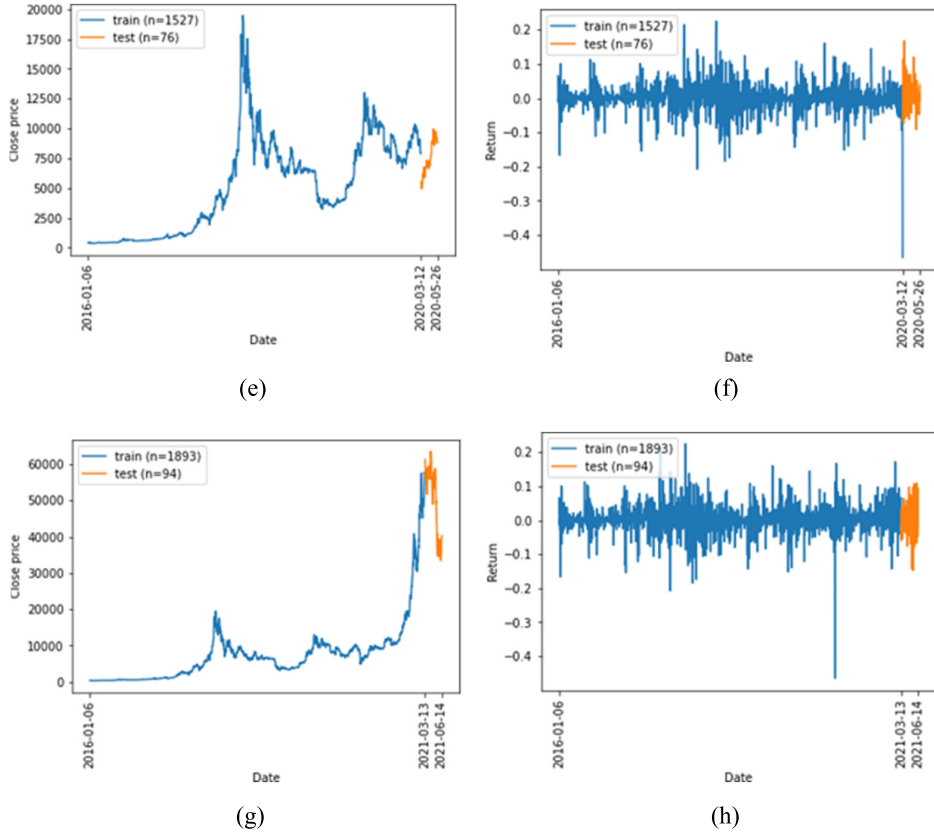 20000
17500
15000
12500
10000
7500
5000
2500
0
Close price
train (n=1527)
test (n=76)
2016-01-06
2020-03-12
2020-05-26
Date
(e)
0.2
0.1
0.0
−0.1
−0.2
−0.3
−0.4
Return
train (n=1527)
test (n=76)
2016-01-06
2020-03-12
2020-05-26
Date
(f)
60000
50000
40000
30000
20000
10000
0
Close price
train (n=1893)
test (n=94)
2016-01-06
2021-03-13
2021-06-14
Date
(g)
0.2
0.1
0.0
−0.1
−0.2
−0.3
−0.4
Return
train (n=1893)
test (n=94)
2016-01-06
2021-03-13
2021-06-14
Date
(h)